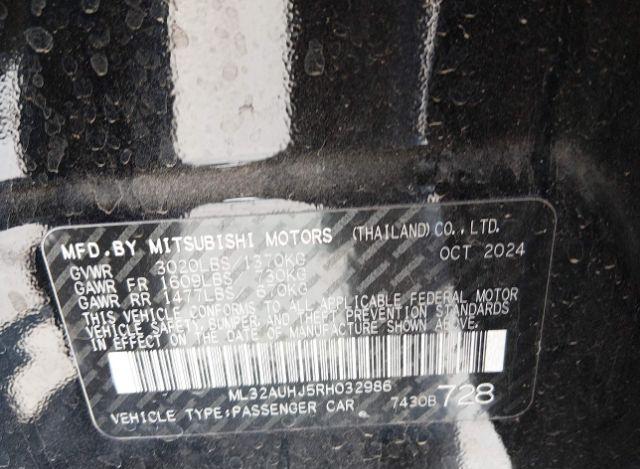 MFD.BY MITSUBISHI MOTORS (THAILAND) CO.,LTD.
OCT 2024
GVWR 3020LBS 1370KG
GAWR FR 1609LBS 730KG
GAWR RR 1477LBS 670KG
THIS VEHICLE CONFORMS TO ALL APPLICABLE FEDERAL MOTOR
VEHICLE SAFETY, BUMPER AND THEFT PREVENTION STANDARDS
IN EFFECT ON THE DATE OF MANUFACTURE SHOWN ABOVE.
ML32AUHJ5RH032986
VEHICLE TYPE:PASSENGER CAR 7430B 728